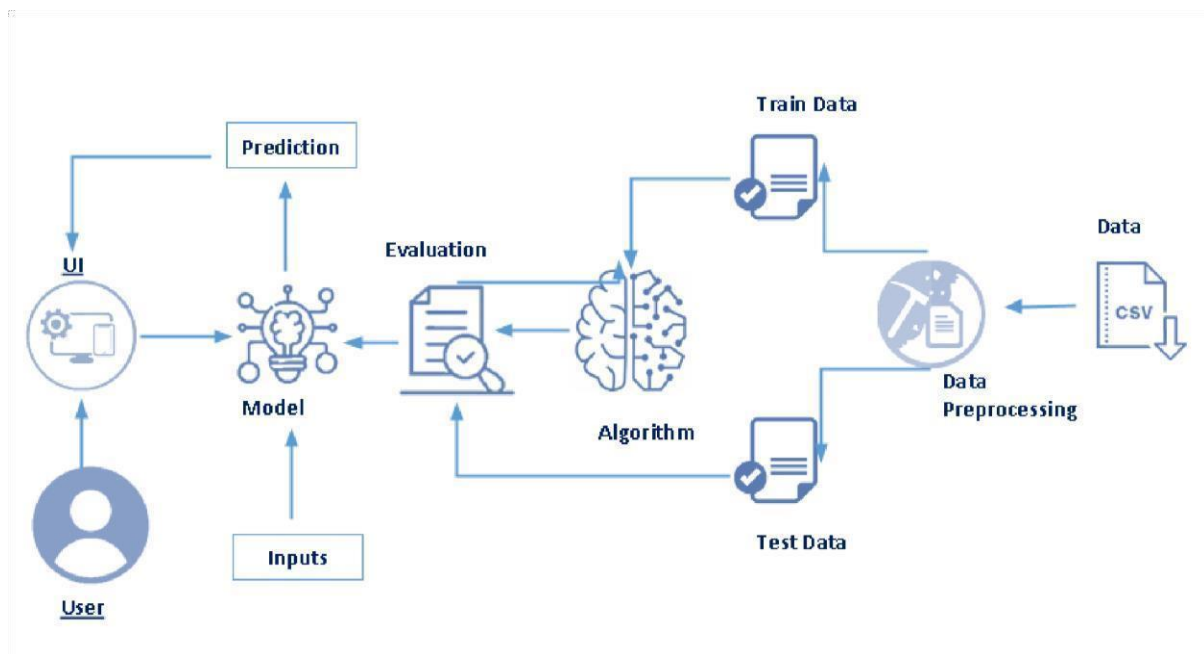 Train Data
Prediction
Data
Evaluation
UI
CSV
Data
Preprocessing
Model
Algorithm
Test Data
Inputs
User